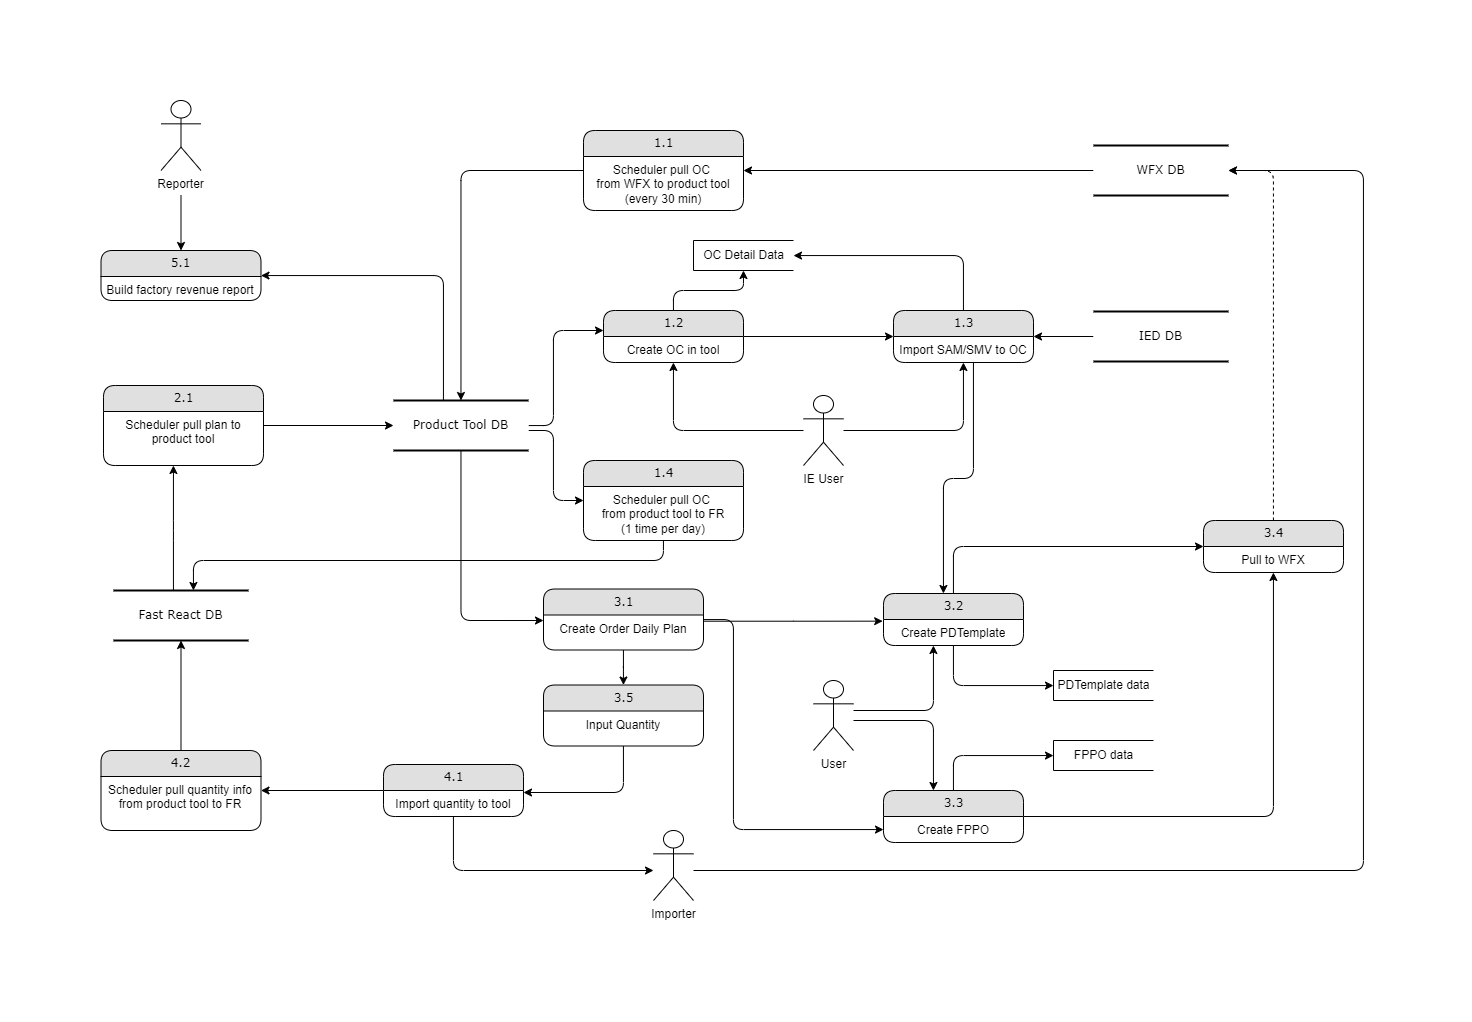 Reporter
1.1
Scheduler pull OC
from WFX to product tool
(every 30 min)
WFX DB
5.1
Build factory revenue report
OC Detail Data
1.2
Create OC in tool
1.3
Import SAM/SMV to OC
IED DB
2.1
Scheduler pull plan to
product tool
Product Tool DB
IE User
1.4
Scheduler pull OC
from product tool to FR
(1 time per day)
3.4
Pull to WFX
Fast React DB
3.1
Create Order Daily Plan
3.2
Create PDTemplate
PDTemplate data
3.5
Input Quantity
User
FPPO data
4.2
Scheduler pull quantity info
from product tool to FR
4.1
Import quantity to tool
3.3
Create FPPO
Importer